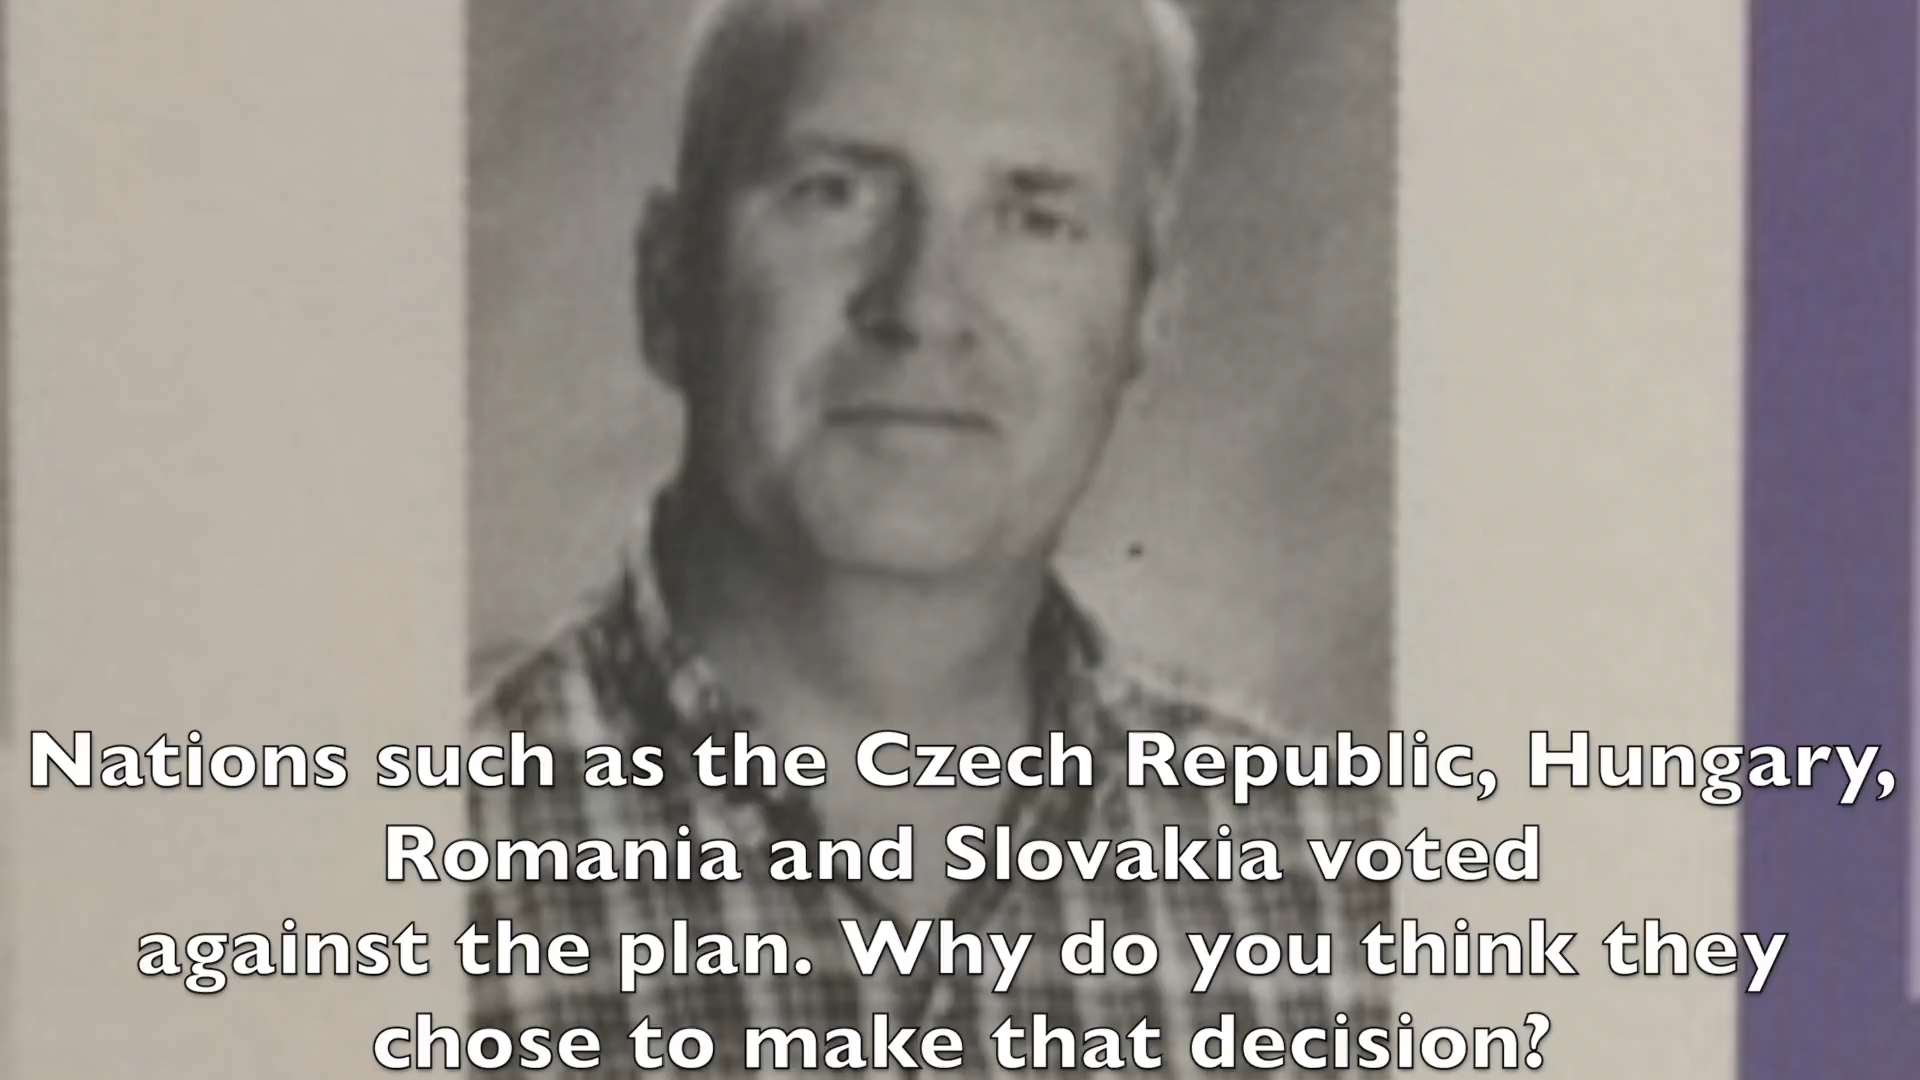 Nations such as the Czech Republic, Hungary,
Romania and Slovakia voted
against the plan. Why do you think they
chose to make that decision?